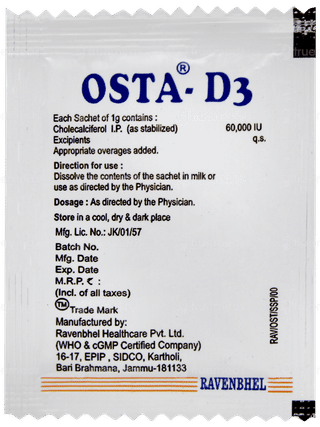 OSTA®- D3
Each Sachet of 1g contains :
Cholecalciferol I.P. (as stabilized) 60,000 IU
Excipients q.s.
Appropriate overages added.
Direction for use :
Dissolve the contents of the sachet in milk or
use as directed by the Physician.
Dosage : As directed by the Physician.
Store in a cool, dry & dark place
Mfg. Lic. No.: JK/01/57
Batch No.
Mfg. Date
Exp. Date
M.R.P. ₹ :
(Incl. of all taxes)
TM Trade Mark
Manufactured by:
Ravenbhel Healthcare Pvt. Ltd.
(WHO & cGMP Certified Company)
16-17, EPIP , SIDCO, Kartholi,
Bari Brahmana, Jammu-181133
RAVENBHEL
RAV/OST/SSP/00